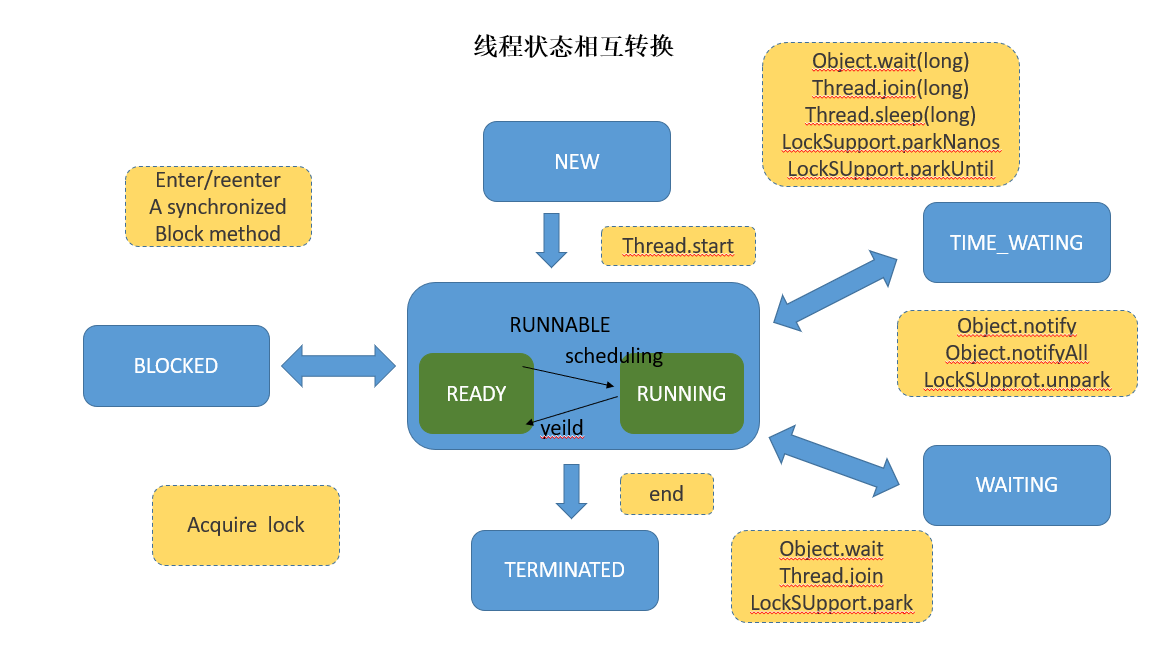 线程状态相互转换
Object.wait(long)
Thread.join(long)
Thread.sleep(long)
LockSupport.parkNanos
LockSUpport.parkUntil
NEW
Enter/reenter
A synchronized
Block method
Thread.start
TIME_WATING
RUNNABLE
scheduling
READY
RUNNING
yeild
BLOCKED
Object.notify
Object.notifyAll
LockSUpprot.unpark
WAITING
end
Acquire lock
TERMINATED
Object.wait
Thread.join
LockSUpport.park